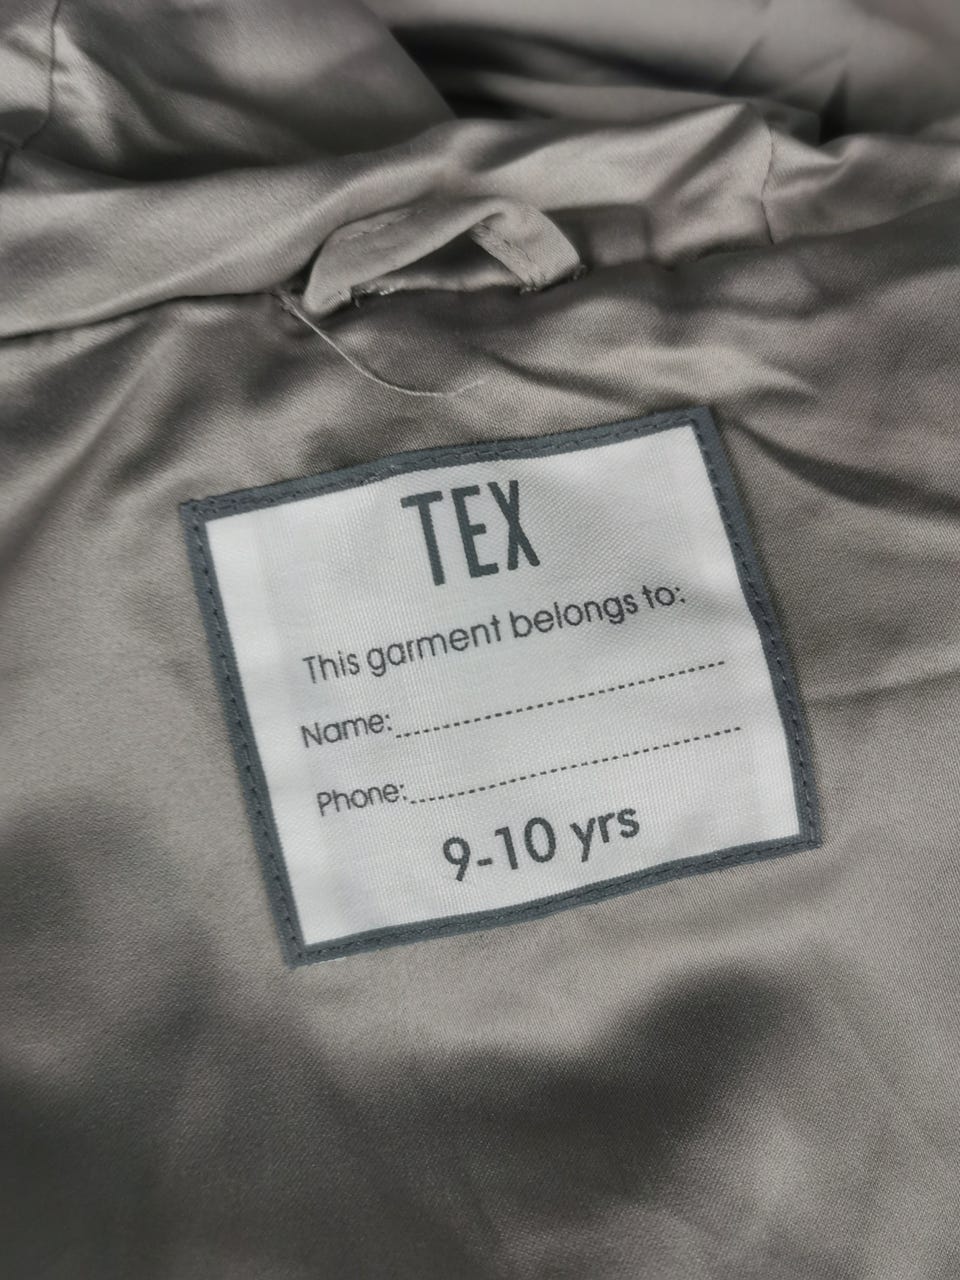 TEX
This garment belongs to:
Name:
Phone:
9-10 yrs